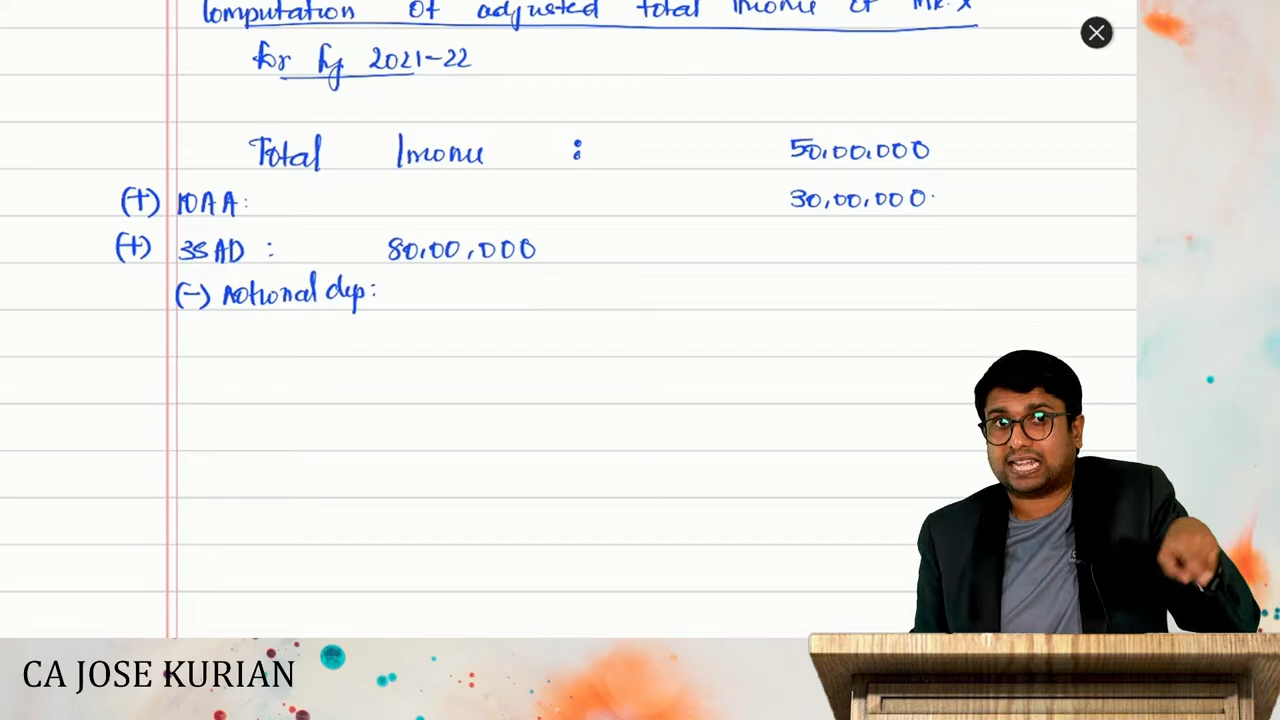 Computation of adjusted total Income of Mr. X
for fy 2021-22
Total Income : 50,00,000
(+) 10AA: 30,00,000
(+) 35AD : 80,00,000
(-) Notional dep:
CA JOSE KURIAN